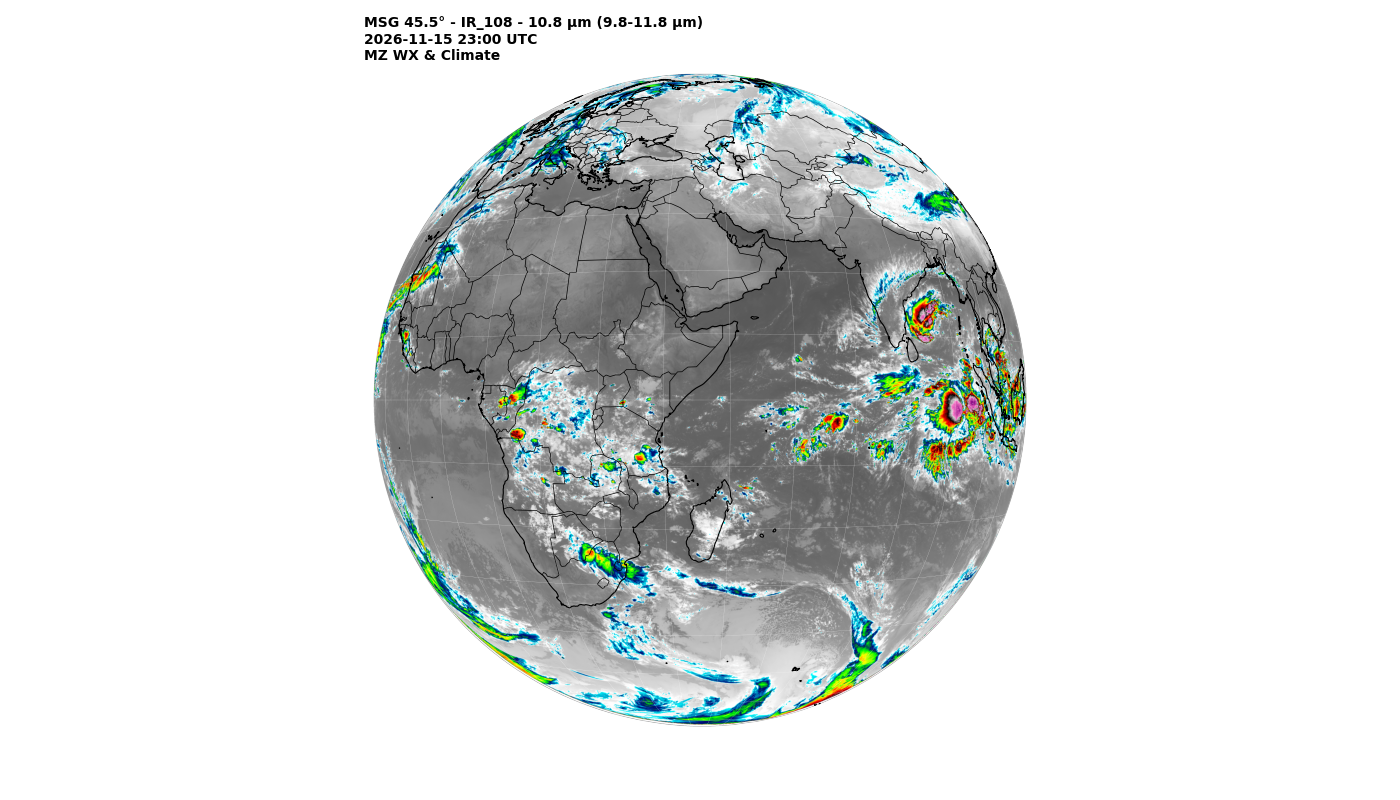 MSG 45.5° - IR_108 - 10.8 µm (9.8-11.8 µm)
2026-11-15 23:00 UTC
MZ WX & Climate